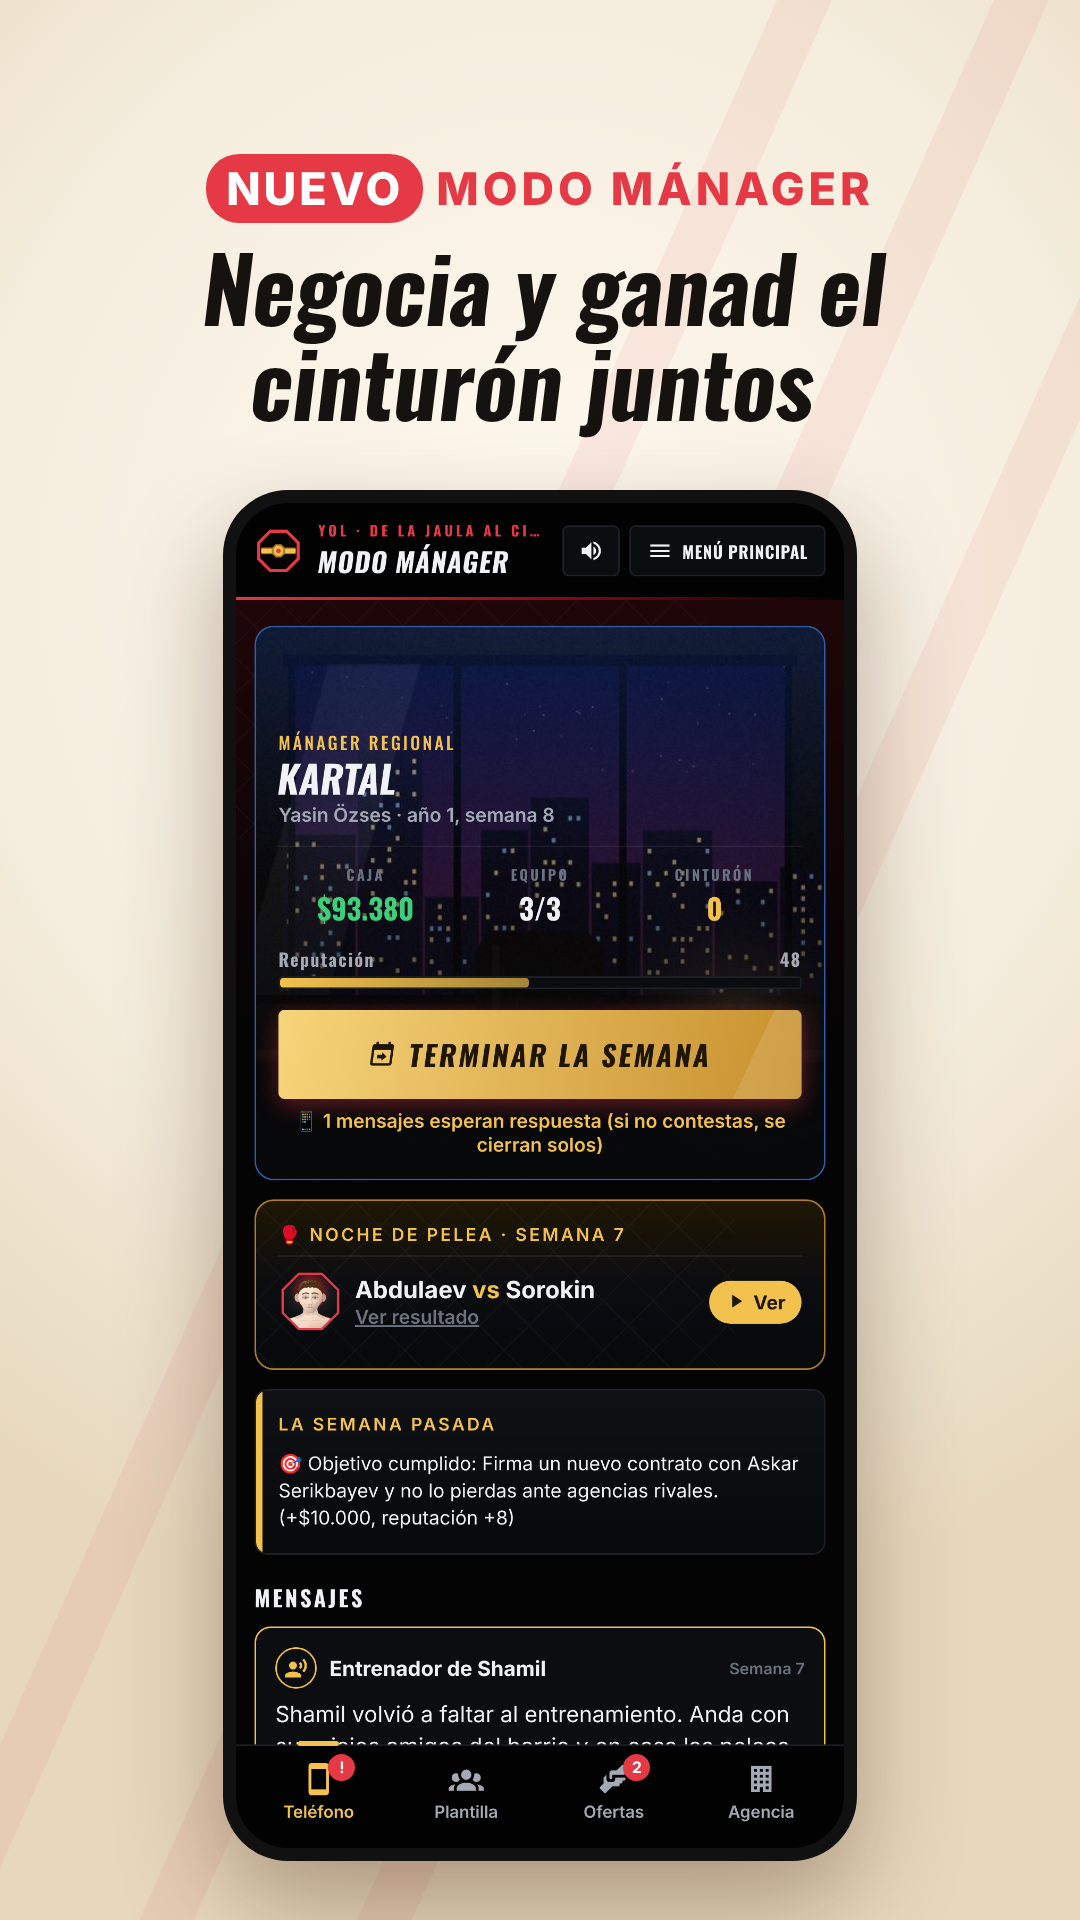 NUEVO MODO MÁNAGER
Negocia y ganad el
cinturón juntos
YOL · DE LA JAULA AL CI...
MODO MÁNAGER
MENÚ PRINCIPAL
MÁNAGER REGIONAL
KARTAL
Yasin Özses · año 1, semana 8
CAJA EQUIPO CINTURÓN
$93.380 3/3 0
Reputación 48
TERMINAR LA SEMANA
1 mensajes esperan respuesta (si no contestas, se
cierran solos)
NOCHE DE PELEA · SEMANA 7
Abdulaev vs Sorokin
Ver resultado
Ver
LA SEMANA PASADA
Objetivo cumplido: Firma un nuevo contrato con Askar
Serikbayev y no lo pierdas ante agencias rivales.
(+$10.000, reputación +8)
MENSAJES
Entrenador de Shamil Semana 7
Shamil volvió a faltar al entrenamiento. Anda con
! 2
Teléfono Plantilla Ofertas Agencia